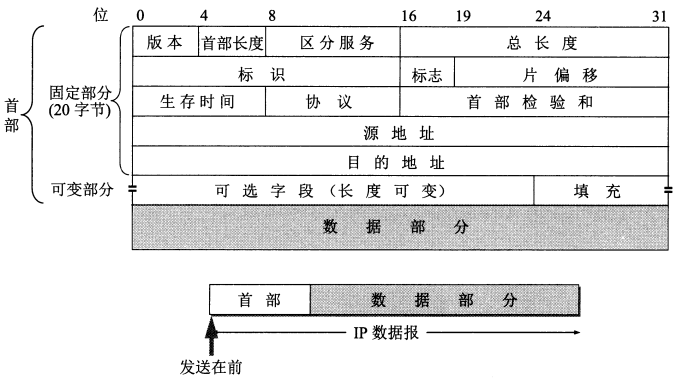 位 0 4 8 16 19 24 31
版本 首部长度 区分服务 总长度
标识 标志 片偏移
生存时间 协议 首部检验和
源地址
目的地址
可选字段（长度可变） 填充
数据部分
首部
固定部分
(20字节)
可变部分
首部 数据部分
IP 数据报
发送在前